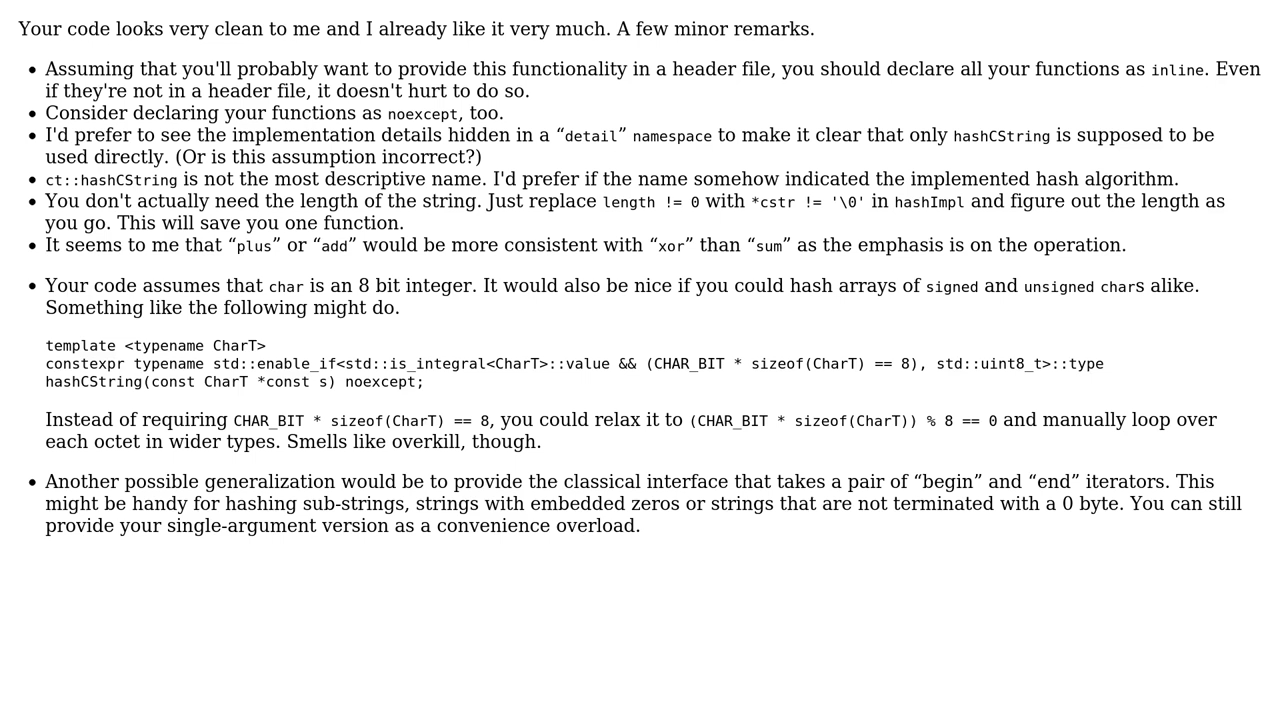 Your code looks very clean to me and I already like it very much. A few minor remarks.
• Assuming that you'll probably want to provide this functionality in a header file, you should declare all your functions as inline. Even
if they're not in a header file, it doesn't hurt to do so.
• Consider declaring your functions as noexcept, too.
• I'd prefer to see the implementation details hidden in a “detail” namespace to make it clear that only hashCString is supposed to be
used directly. (Or is this assumption incorrect?)
• ct::hashCString is not the most descriptive name. I'd prefer if the name somehow indicated the implemented hash algorithm.
• You don't actually need the length of the string. Just replace length != 0 with *cstr != '\0' in hashImpl and figure out the length as
you go. This will save you one function.
• It seems to me that “plus” or “add” would be more consistent with “xor” than “sum” as the emphasis is on the operation.
• Your code assumes that char is an 8 bit integer. It would also be nice if you could hash arrays of signed and unsigned chars alike.
Something like the following might do.
template <typename CharT>
constexpr typename std::enable_if<std::is_integral<CharT>::value && (CHAR_BIT * sizeof(CharT) == 8), std::uint8_t>::type
hashCString(const CharT *const s) noexcept;
Instead of requiring CHAR_BIT * sizeof(CharT) == 8, you could relax it to (CHAR_BIT * sizeof(CharT)) % 8 == 0 and manually loop over
each octet in wider types. Smells like overkill, though.
• Another possible generalization would be to provide the classical interface that takes a pair of “begin” and “end” iterators. This
might be handy for hashing sub-strings, strings with embedded zeros or strings that are not terminated with a 0 byte. You can still
provide your single-argument version as a convenience overload.